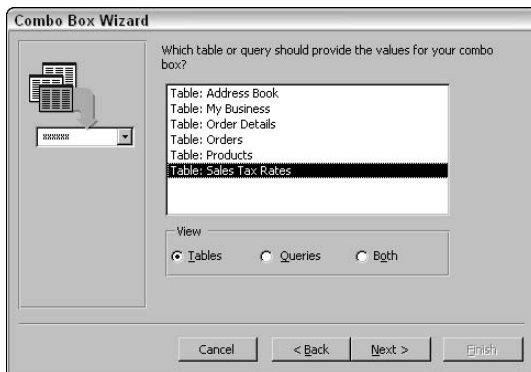 Combo Box Wizard
Which table or query should provide the values for your combo
box?
xxxxxx
Table: Address Book
Table: My Business
Table: Order Details
Table: Orders
Table: Products
Table: Sales Tax Rates
View
Tables
Queries
Both
Cancel
< Back
Next >
Finish